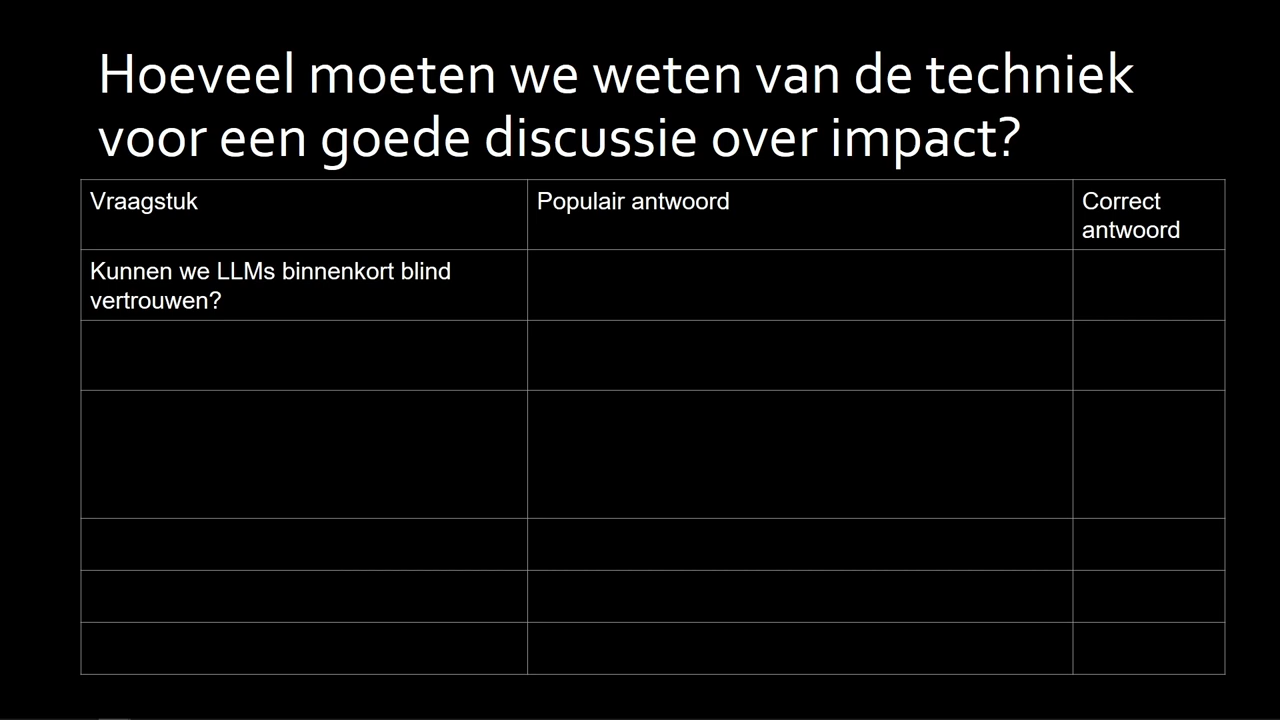 Hoeveel moeten we weten van de techniek
voor een goede discussie over impact?
Vraagstuk
Populair antwoord
Correct
antwoord
Kunnen we LLMs binnenkort blind
vertrouwen?